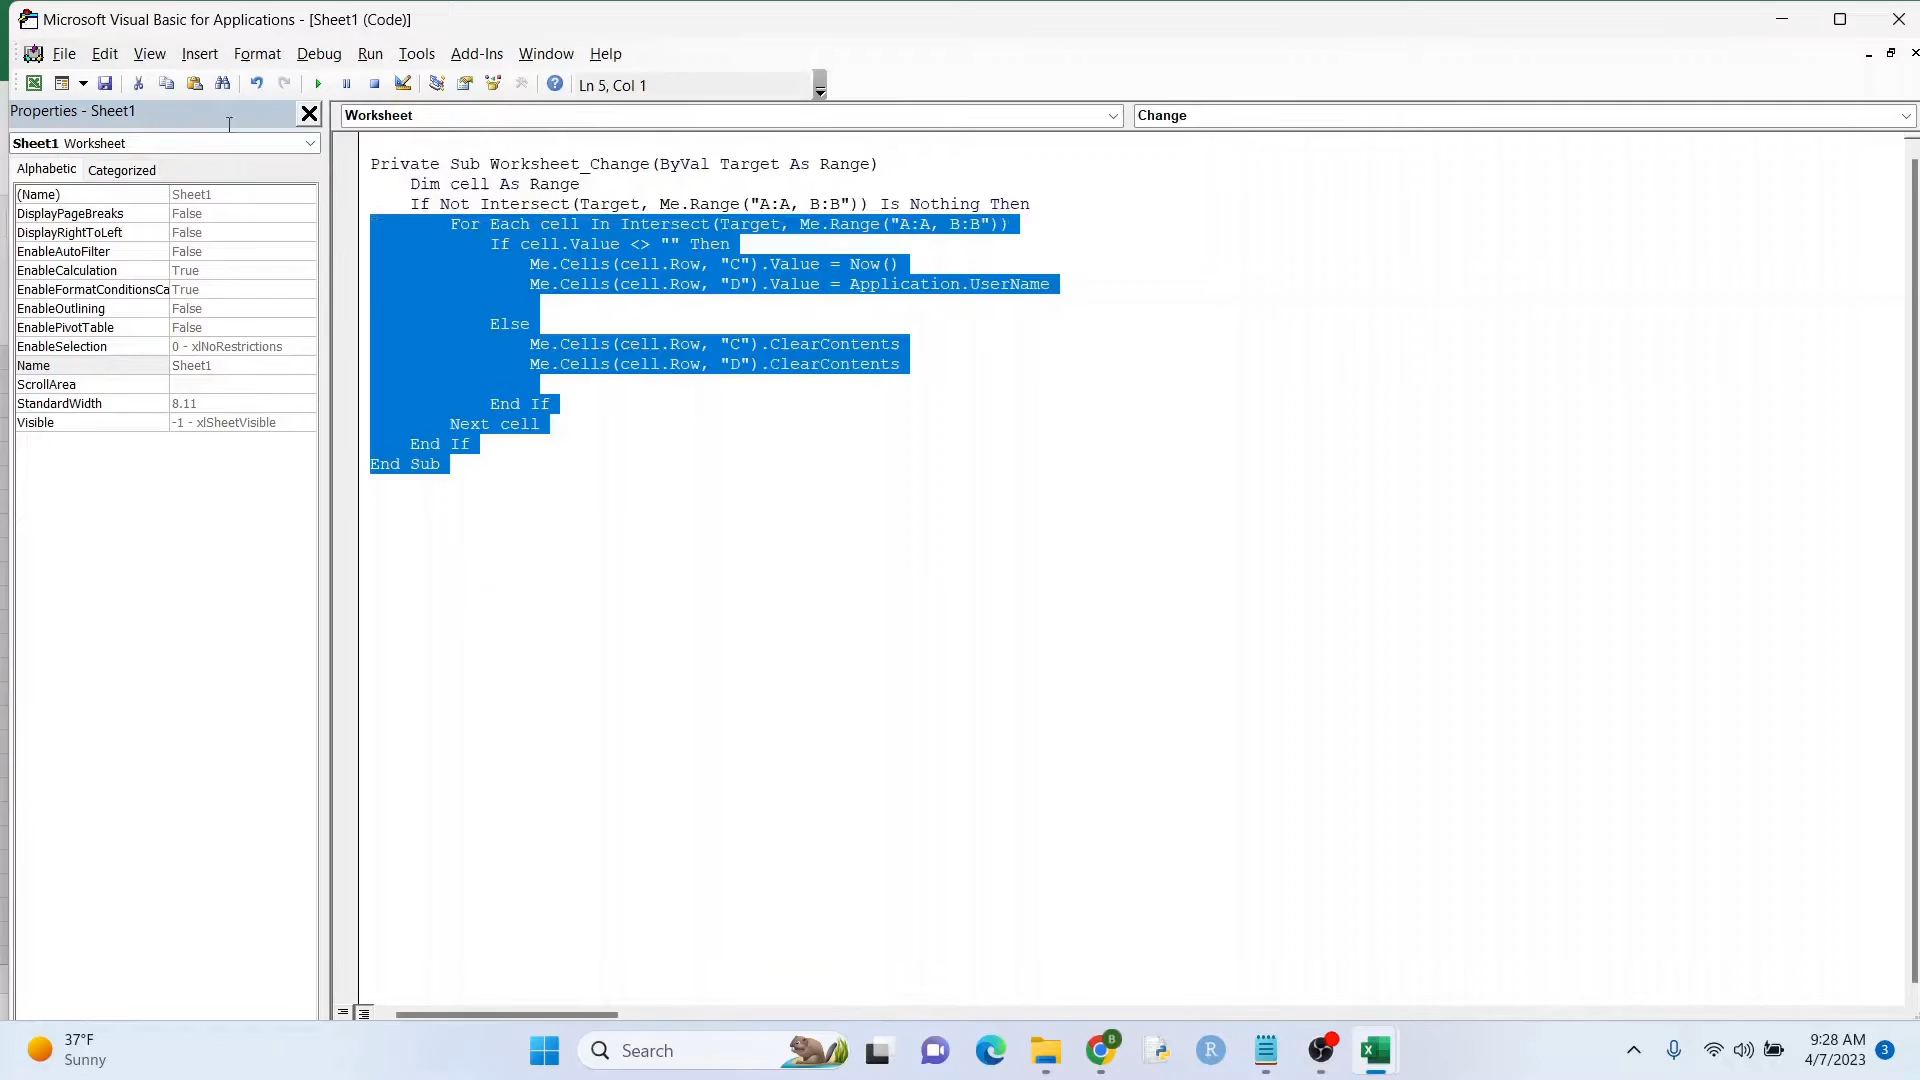 Microsoft Visual Basic for Applications - [Sheet1 (Code)]
File Edit View Insert Format Debug Run Tools Add-Ins Window Help
Ln 5, Col 1
Properties - Sheet1
Worksheet
Change
Sheet1 Worksheet
Alphabetic Categorized
(Name) Sheet1
DisplayPageBreaks False
DisplayRightToLeft False
EnableAutoFilter False
EnableCalculation True
EnableFormatConditionsCa True
EnableOutlining False
EnablePivotTable False
EnableSelection 0 - xlNoRestrictions
Name Sheet1
ScrollArea
StandardWidth 8.11
Visible -1 - xlSheetVisible
Private Sub Worksheet_Change(ByVal Target As Range)
Dim cell As Range
If Not Intersect(Target, Me.Range("A:A, B:B")) Is Nothing Then
For Each cell In Intersect(Target, Me.Range("A:A, B:B"))
If cell.Value <> "" Then
Me.Cells(cell.Row, "C").Value = Now()
Me.Cells(cell.Row, "D").Value = Application.UserName
Else
Me.Cells(cell.Row, "C").ClearContents
Me.Cells(cell.Row, "D").ClearContents
End If
Next cell
End If
End Sub
37°F
Sunny
Search
B
R
9:28 AM
4/7/2023
3